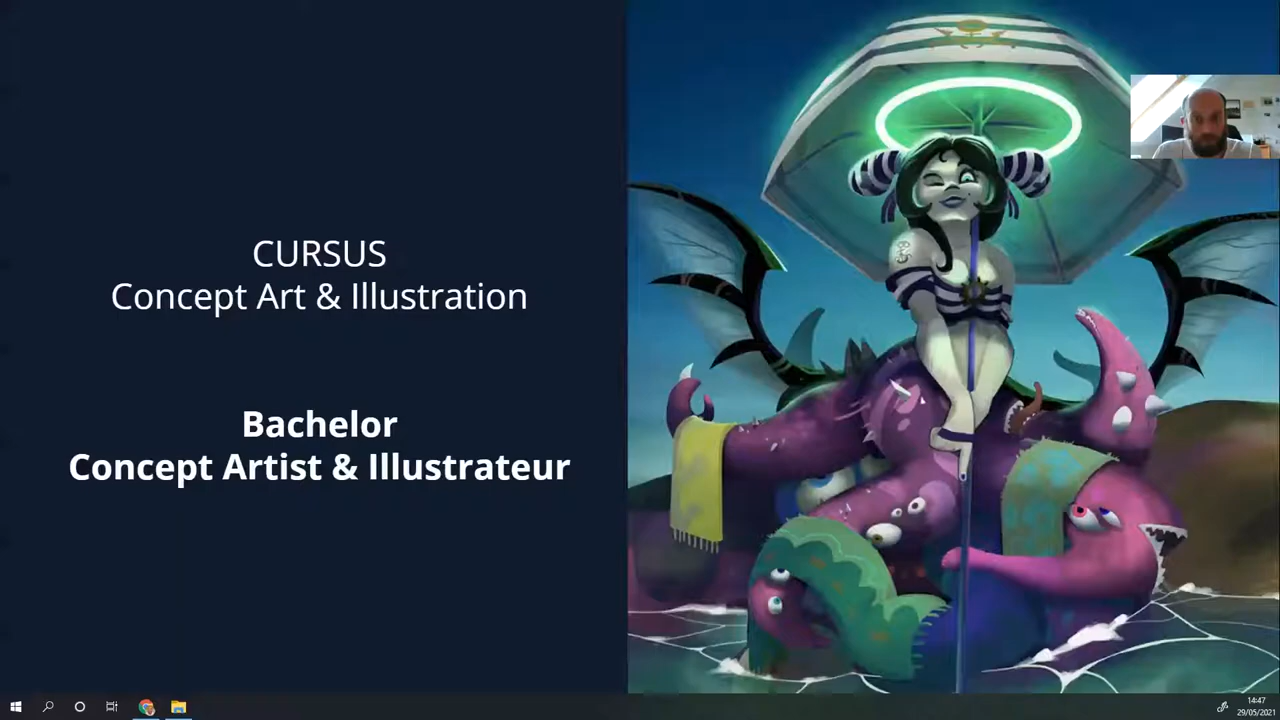 CURSUS
Concept Art & Illustration
Bachelor
Concept Artist & Illustrateur
14:47
29/05/2021